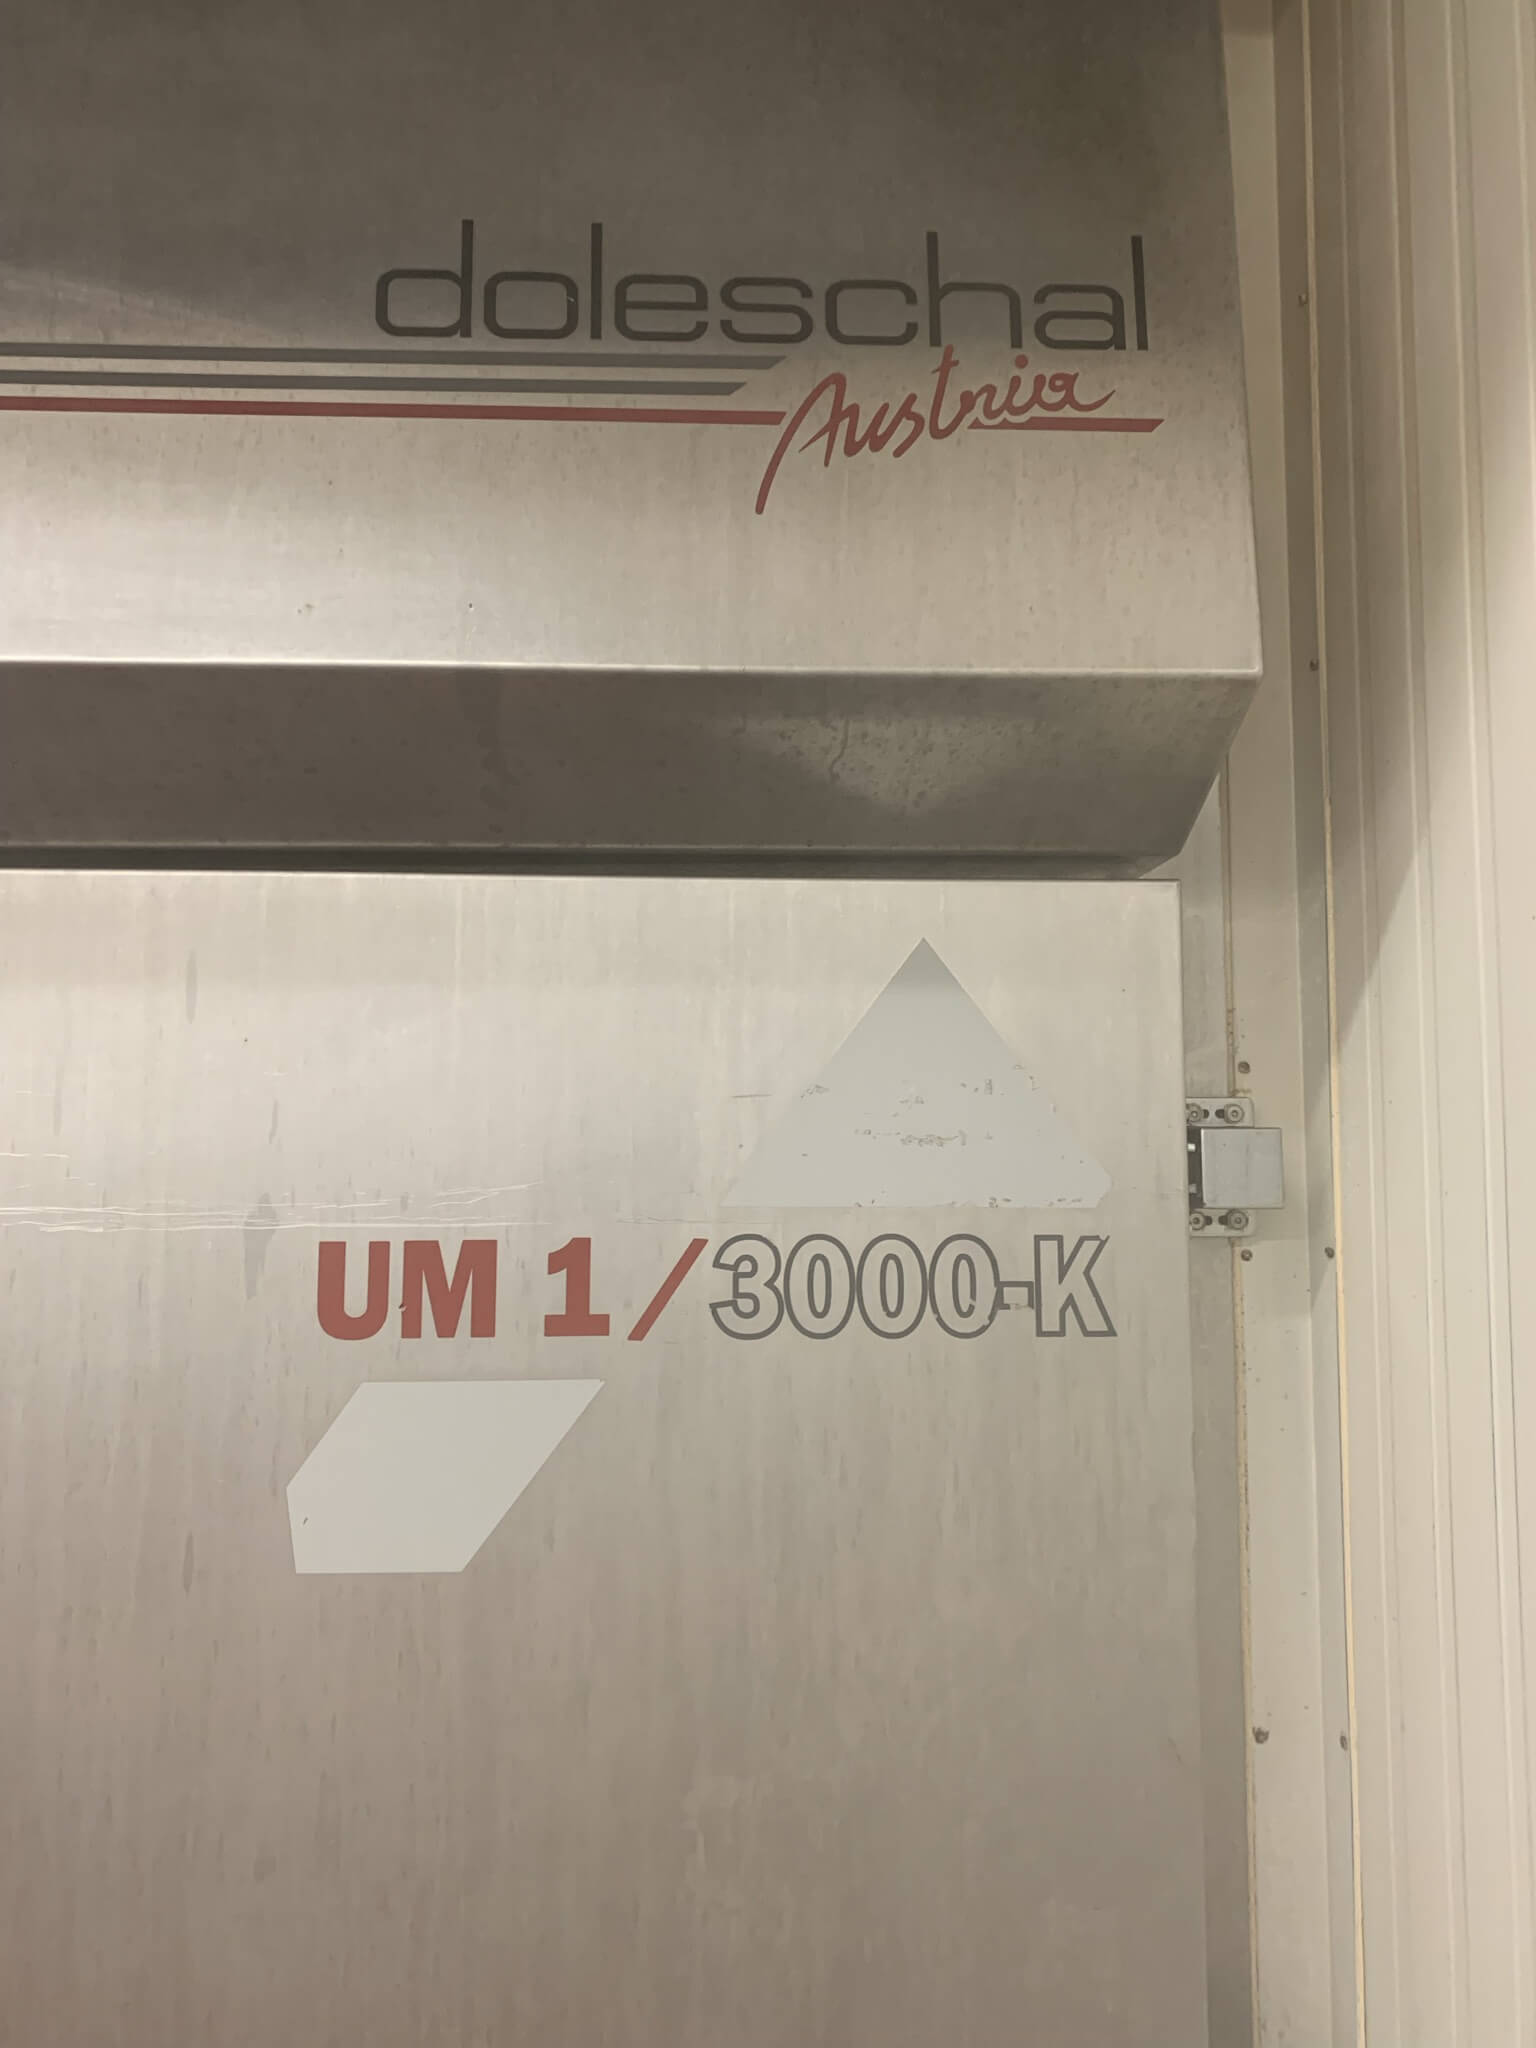 doleschal
Austria
UM 1/3000-K